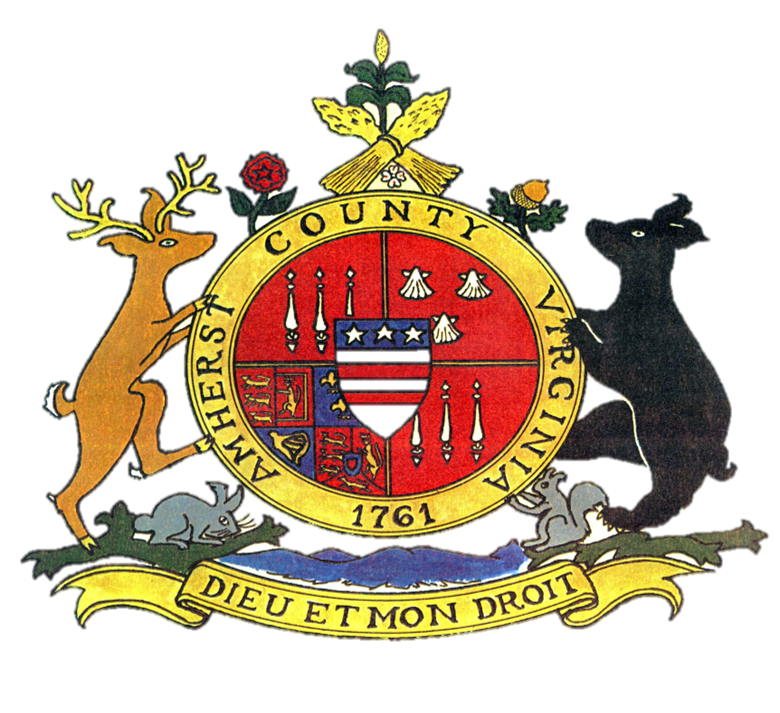 AMHERST COUNTY VIRGINIA
1761
DIEU ET MON DROIT